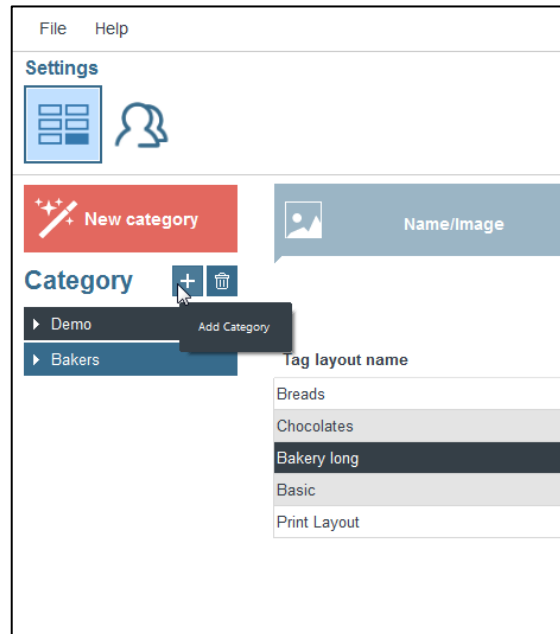 File Help
Settings
New category
Name/Image
Category
Add Category
Demo
Bakers
Tag layout name
Breads
Chocolates
Bakery long
Basic
Print Layout